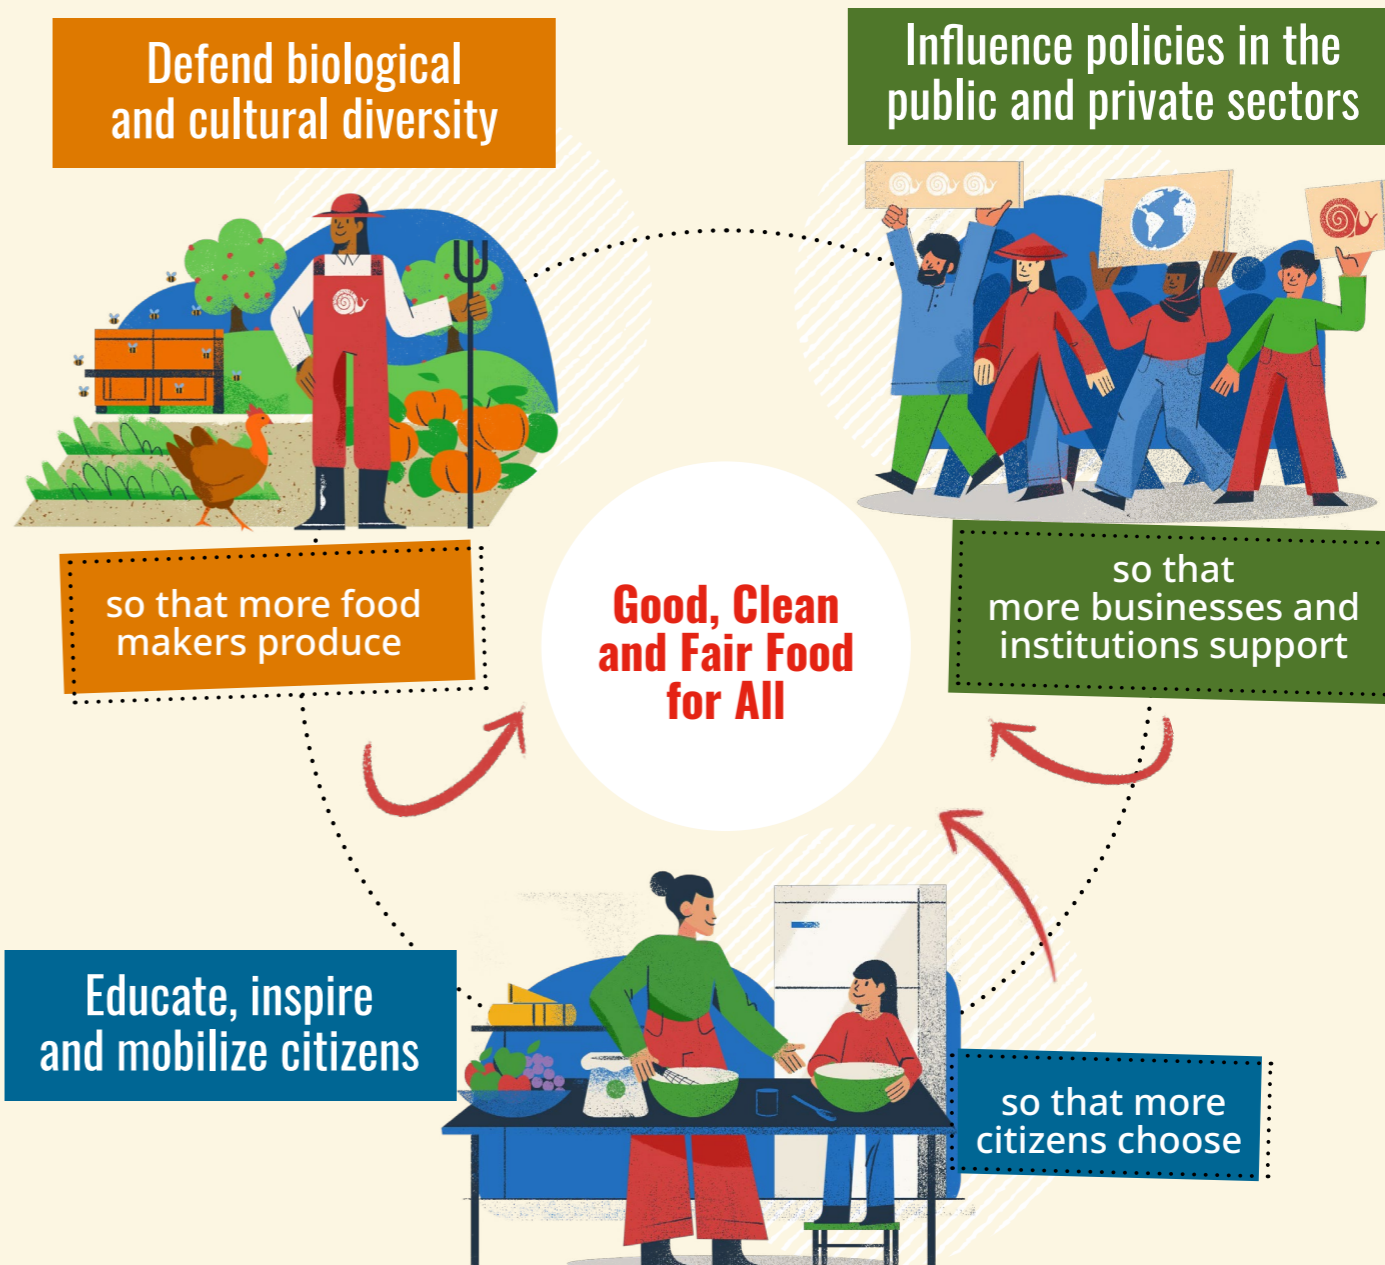 Defend biological
and cultural diversity
Influence policies in the
public and private sectors
so that more food
makers produce
Good, Clean
and Fair Food
for All
so that
more businesses and
institutions support
Educate, inspire
and mobilize citizens
so that more
citizens choose